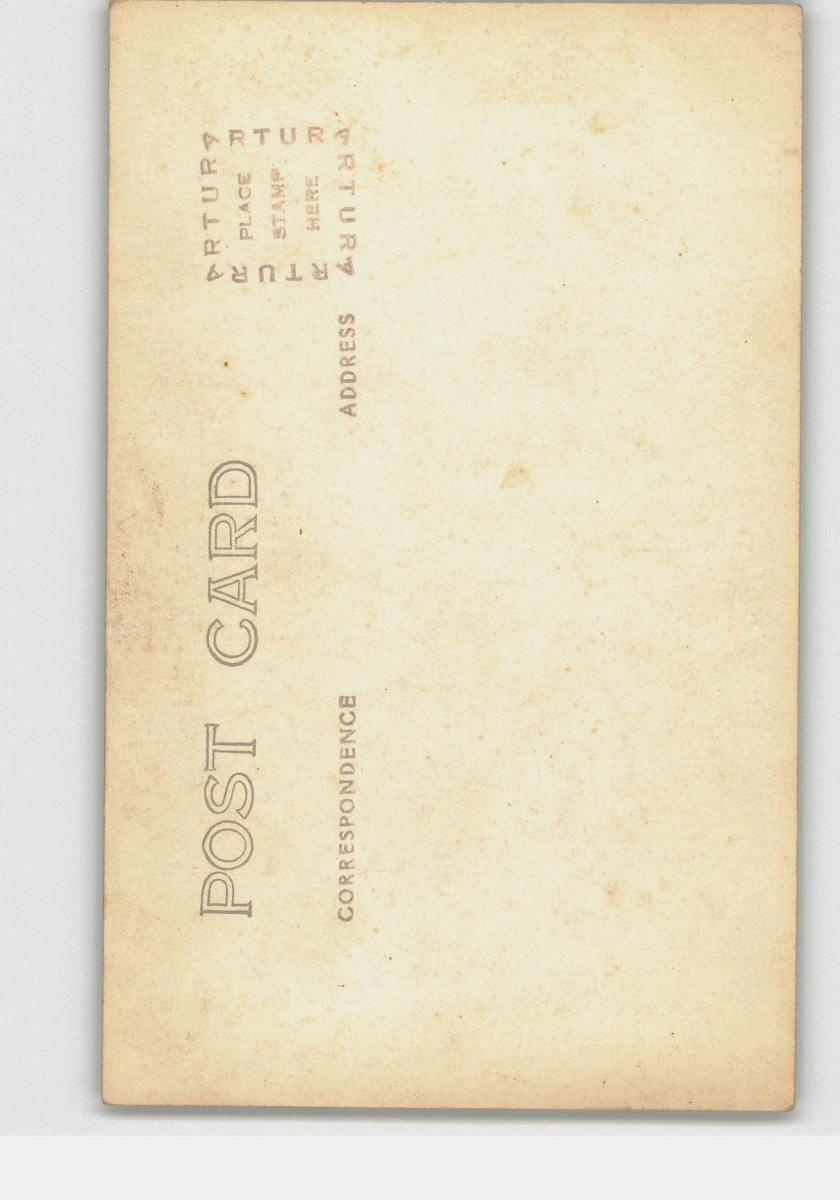 POST CARD
CORRESPONDENCE
ADDRESS
ARTURA
ARTURA
PLACE
STAMP
HERE
ARTURA
ARTURA